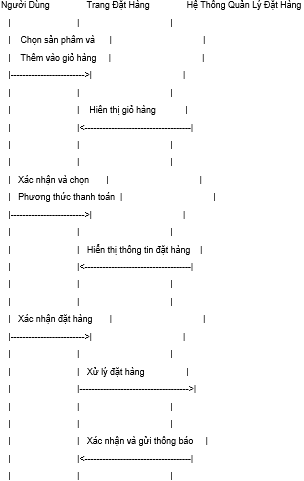 Người Dùng Trang Đặt Hàng Hệ Thống Quản Lý Đặt Hàng
Chọn sản phẩm và
Thêm vào giỏ hàng
Hiển thị giỏ hàng
Xác nhận và chọn
Phương thức thanh toán
Hiển thị thông tin đặt hàng
Xác nhận đặt hàng
Xử lý đặt hàng
Xác nhận và gửi thông báo